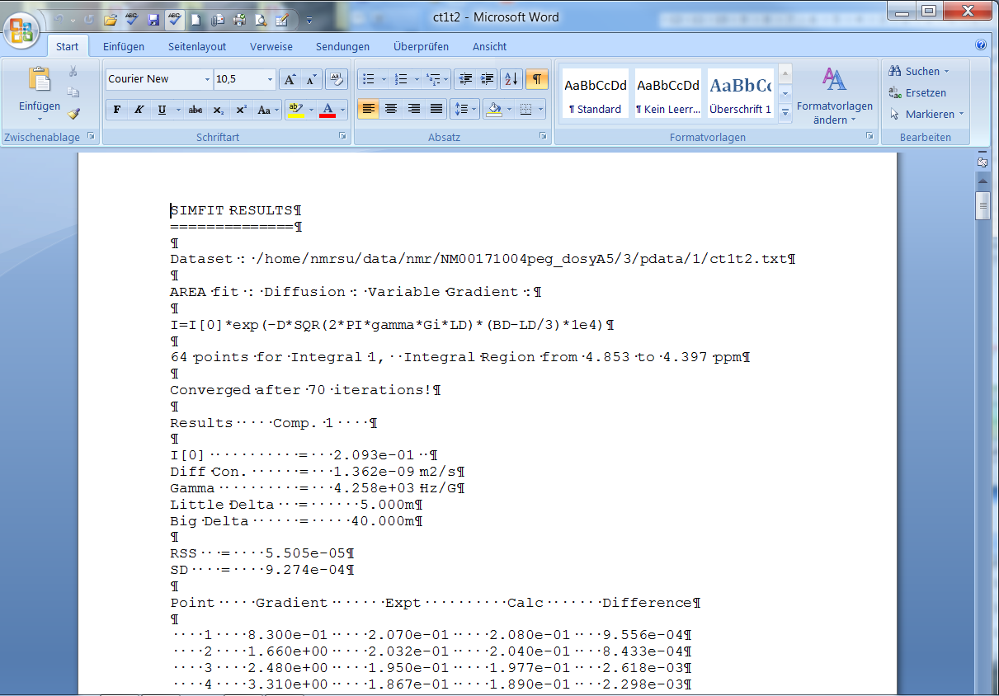 ct1t2 - Microsoft Word
Start Einfügen Seitenlayout Verweise Sendungen Überprüfen Ansicht
Einfügen
Zwischenablage
Courier New 10,5
F K U abc x₂ x² Aa
Schriftart
Absatz
AaBbCcDd AaBbCcDd AaBbCc
¶ Standard ¶ Kein Leerr... Überschrift 1
Formatvorlagen ändern
Formatvorlagen
Suchen
Ersetzen
Markieren
Bearbeiten
SIMFIT·RESULTS¶
==============¶
¶
Dataset·:·/home/nmrsu/data/nmr/NM00171004peg_dosyA5/3/pdata/1/ct1t2.txt¶
¶
AREA·fit·:·Diffusion·:·Variable·Gradient·:¶
¶
I=I[0]*exp(-D*SQR(2*PI*gamma*Gi*LD)*(BD-LD/3)*1e4)¶
¶
64·points·for·Integral·1,··Integral·Region·from·4.853·to·4.397·ppm¶
¶
Converged·after·70·iterations!¶
¶
Results·····Comp.·1····¶
¶
I[0]············=····2.093e-01··¶
Diff·Con.·······=····1.362e-09·m2/s¶
Gamma···········=····4.258e+03·Hz/G¶
Little·Delta····=·······5.000m¶
Big·Delta·······=······40.000m¶
¶
RSS···=·····5.505e-05¶
SD····=·····9.274e-04¶
¶
Point·····Gradient·······Expt··········Calc·······Difference¶
¶
····1····8.300e-01·····2.070e-01·····2.080e-01····9.556e-04¶
····2····1.660e+00·····2.032e-01·····2.040e-01····8.433e-04¶
····3····2.480e+00·····1.950e-01·····1.977e-01····2.618e-03¶
····4····3.310e+00·····1.867e-01·····1.890e-01····2.298e-03¶